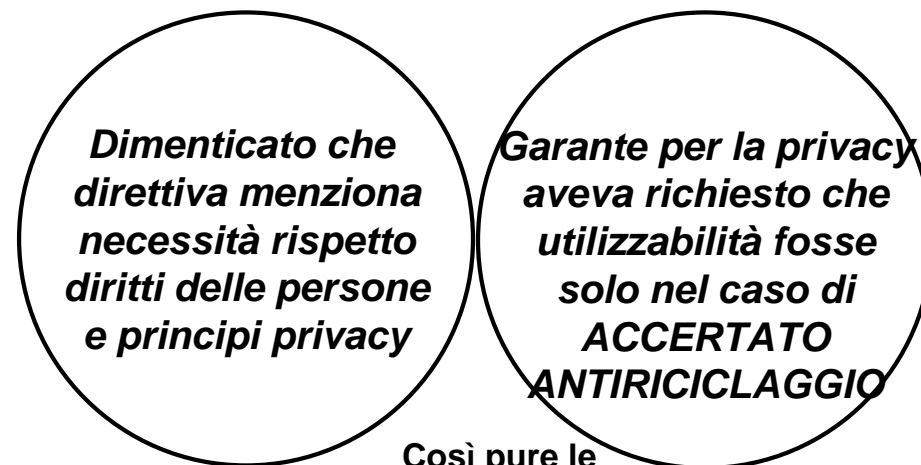 Dimenticato che
direttiva menziona
necessità rispetto
diritti delle persone
e principi privacy
Garante per la privacy
aveva richiesto che
utilizzabilità fosse
solo nel caso di
ACCERTATO
ANTIRICICLAGGIO
Così pure le